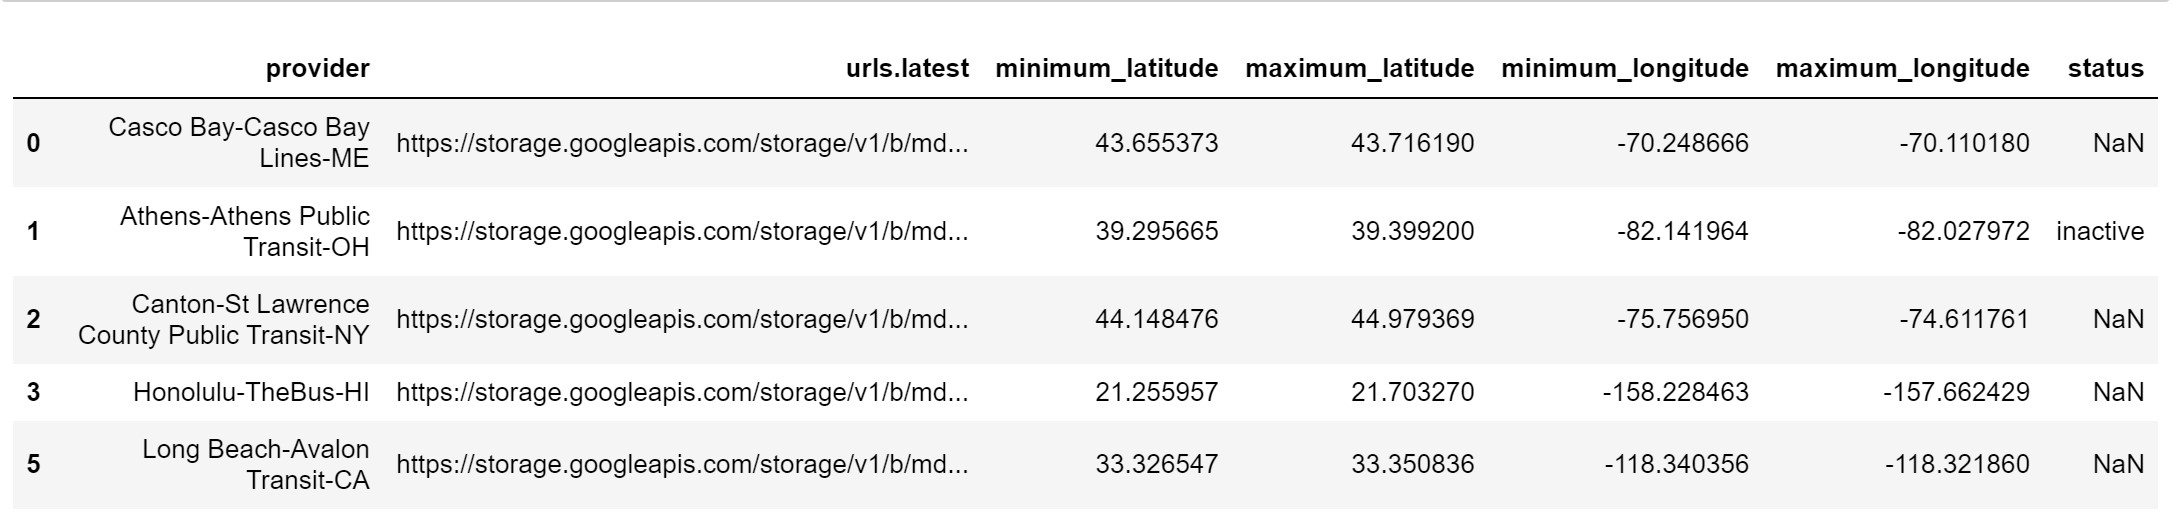 provider urls.latest minimum_latitude maximum_latitude minimum_longitude maximum_longitude status
0 Casco Bay-Casco Bay Lines-ME https://storage.googleapis.com/storage/v1/b/md... 43.655373 43.716190 -70.248666 -70.110180 NaN
1 Athens-Athens Public Transit-OH https://storage.googleapis.com/storage/v1/b/md... 39.295665 39.399200 -82.141964 -82.027972 inactive
2 Canton-St Lawrence County Public Transit-NY https://storage.googleapis.com/storage/v1/b/md... 44.148476 44.979369 -75.756950 -74.611761 NaN
3 Honolulu-TheBus-HI https://storage.googleapis.com/storage/v1/b/md... 21.255957 21.703270 -158.228463 -157.662429 NaN
5 Long Beach-Avalon Transit-CA https://storage.googleapis.com/storage/v1/b/md... 33.326547 33.350836 -118.340356 -118.321860 NaN